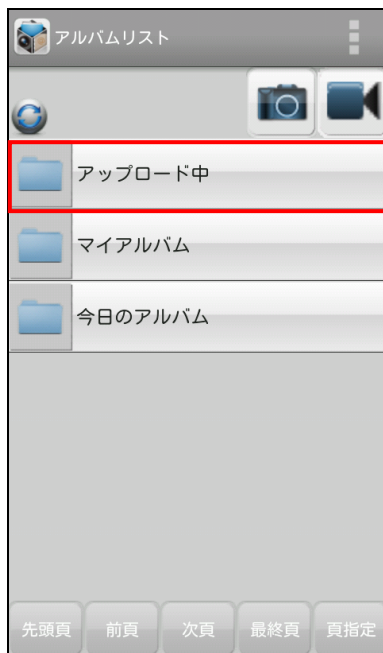 アルバムリスト
アップロード中
マイアルバム
今日のアルバム
先頭頁 前頁 次頁 最終頁 頁指定